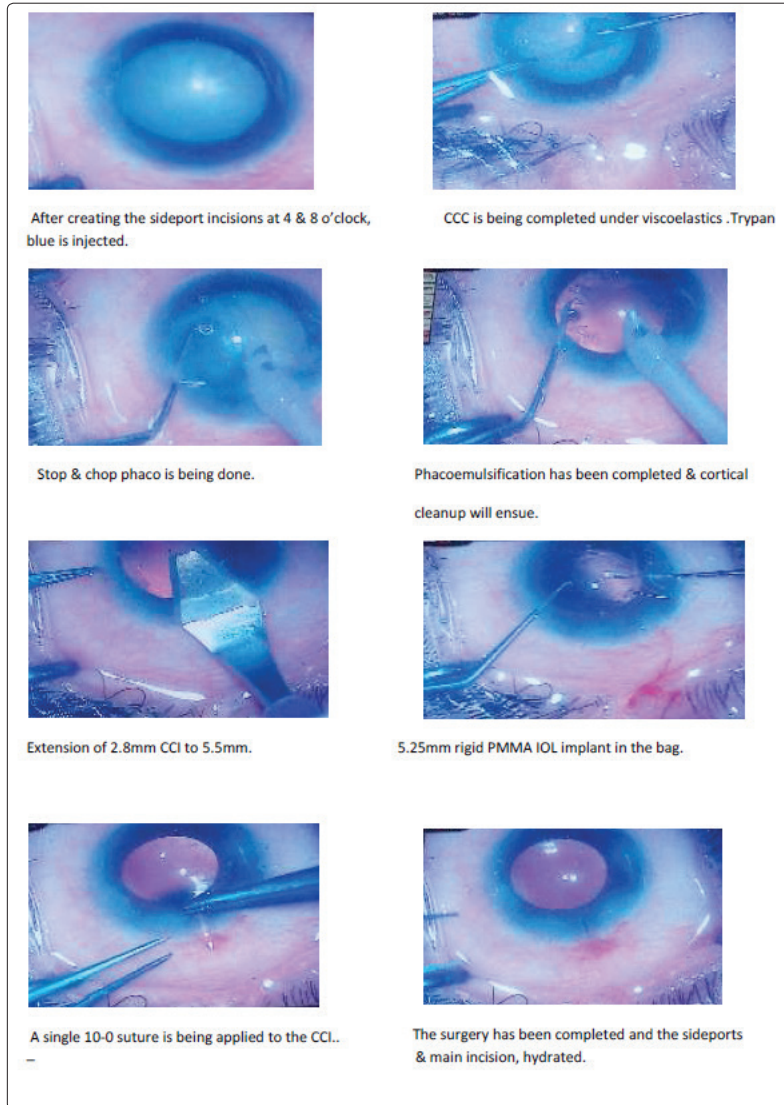 After creating the sideport incisions at 4 & 8 o’clock,
blue is injected.
CCC is being completed under viscoelastics .Trypan
Stop & chop phaco is being done.
Phacoemulsification has been completed & cortical
cleanup will ensue.
Extension of 2.8mm CCI to 5.5mm.
5.25mm rigid PMMA IOL implant in the bag.
A single 10-0 suture is being applied to the CCI..
–
The surgery has been completed and the sideports
& main incision, hydrated.